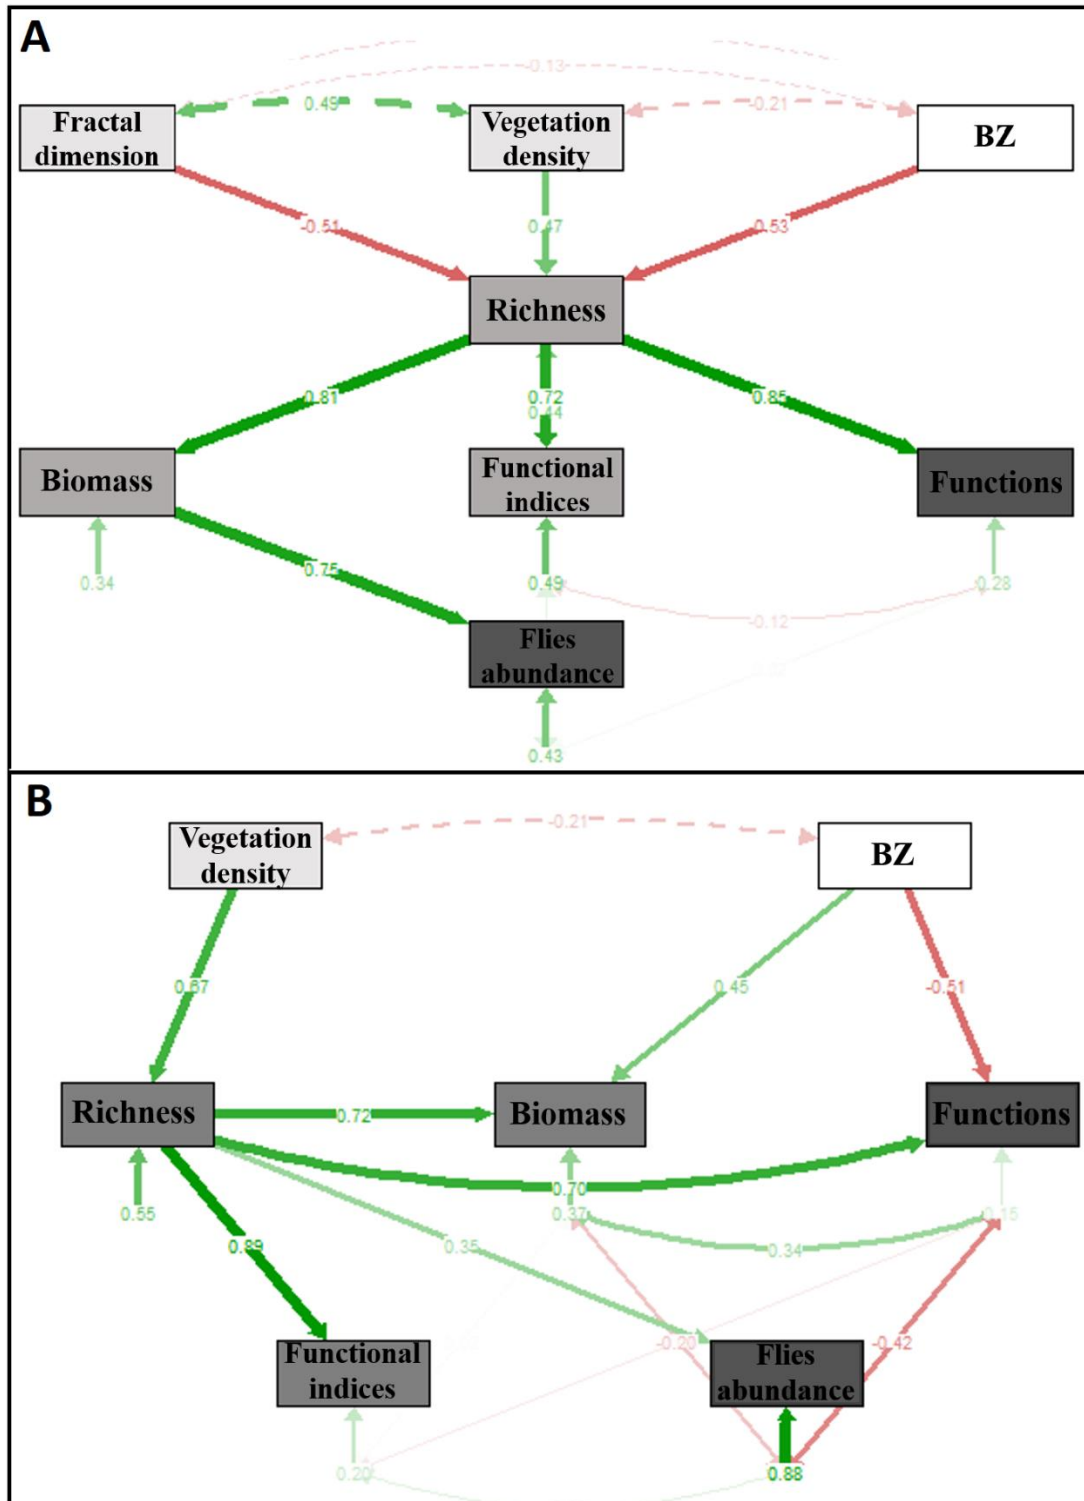 A
-0.13
0.49
-0.21
Fractal
dimension
Vegetation
density
BZ
-0.51
0.47
-0.53
Richness
0.81
0.72
0.44
0.85
Biomass
Functional
indices
Functions
0.34
0.75
0.49
0.28
-0.12
Flies
abundance
0.43
B
-0.21
Vegetation
density
BZ
0.67
0.45
-0.51
Richness
Biomass
Functions
0.72
0.70
0.55
0.37
0.15
0.89
0.35
0.34
-0.20
-0.42
Functional
indices
Flies
abundance
0.20
0.88